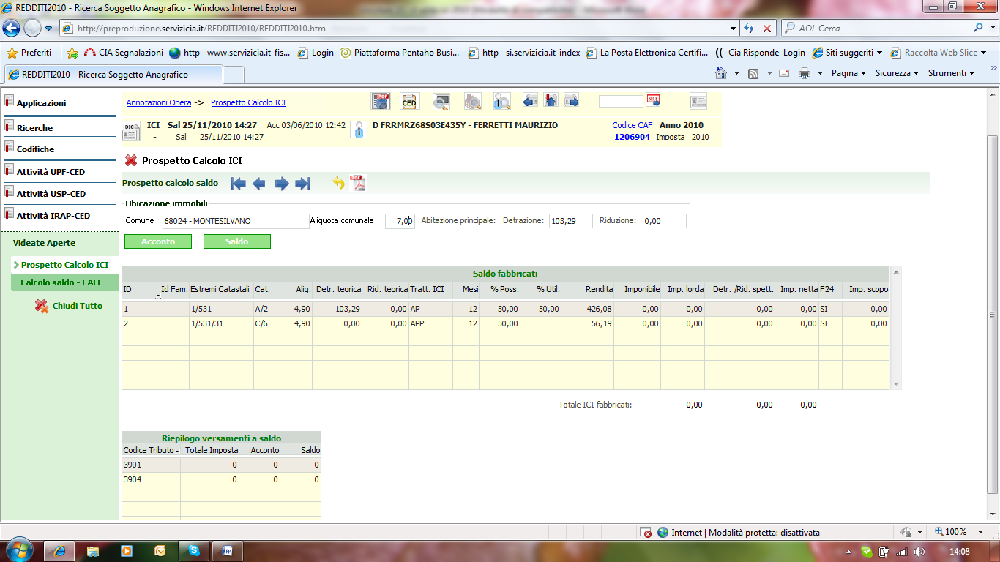 REDDITI2010 - Ricerca Soggetto Anagrafico - Windows Internet Explorer
http://preproduzione.servizicia.it/REDDITI2010/REDDITI2010.htm
AOL Cerca
Preferiti CIA Segnalazioni http--www.servizicia.it-fis... Login Piattaforma Pentaho Busi... http--si.servizicia.it-index La Posta Elettronica Certifi... Cia Risponde Login Siti suggeriti Raccolta Web Slice
REDDITI2010 - Ricerca Soggetto Anagrafico
Pagina Sicurezza Strumenti
Applicazioni
Ricerche
Codifiche
Attività UPF-CED
Attività USP-CED
Attività IRAP-CED
Videate Aperte
Prospetto Calcolo ICI
Calcolo saldo - CALC
Chiudi Tutto
Annotazioni Opera -> Prospetto Calcolo ICI
PDF CED SELE
DIC ICI Sal 25/11/2010 14:27 Acc 03/06/2010 12:42 D FRRMRZ68S03E435Y - FERRETTI MAURIZIO Codice CAF Anno 2010
- Sal 25/11/2010 14:27 1206904 Imposta 2010
Prospetto Calcolo ICI
Prospetto calcolo saldo PDF
Ubicazione immobili
Comune 68024 - MONTESILVANO Aliquota comunale 7,00 Abitazione principale: Detrazione: 103,29 Riduzione: 0,00
Acconto Saldo
Saldo fabbricati
ID Id Fam. Estremi Catastali Cat. Aliq. Detr. teorica Rid. teorica Tratt. ICI Mesi % Poss. % Util. Rendita Imponibile Imp. lorda Detr. /Rid. spett. Imp. netta F24 Imp. scopo
1 1/531 A/2 4,90 103,29 0,00 AP 12 50,00 50,00 426,08 0,00 0,00 0,00 0,00 SI 0,00
2 1/531/31 C/6 4,90 0,00 0,00 APP 12 50,00 56,19 0,00 0,00 0,00 0,00 SI 0,00
Totale ICI fabbricati: 0,00 0,00 0,00
Riepilogo versamenti a saldo
Codice Tributo Totale Imposta Acconto Saldo
3901 0 0 0
3904 0 0 0
Internet | Modalità protetta: disattivata
100%
14:08